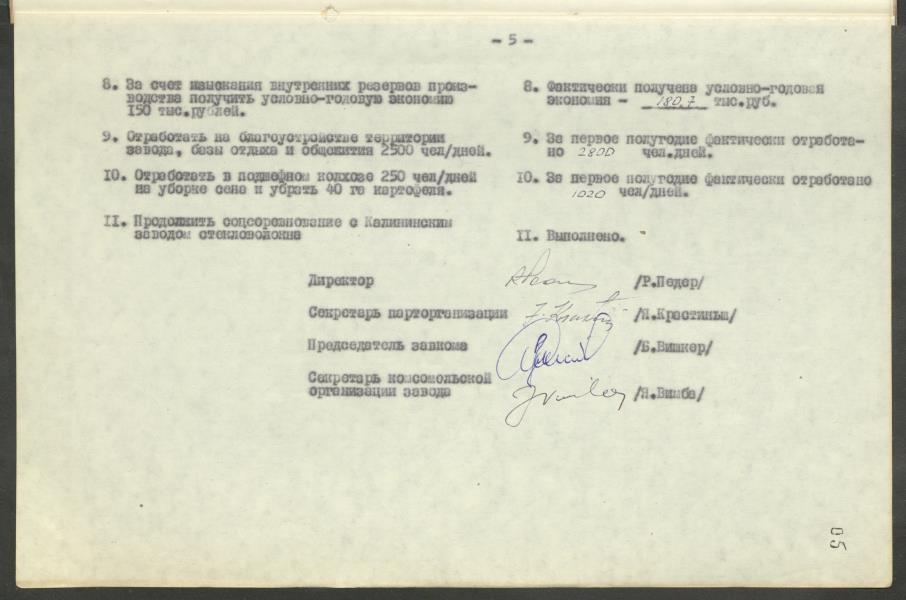 - 5 -
8. За счет изыскания внутренних резервов произ-
водства получить условно-годовую экономию
150 тыс.рублей.
8. Фактически получена условно-годовая
экономия - 180,7 тыс.руб.
9. Отработать на благоустройстве территории
завода, базы отдыха и общежития 2500 чел/дней.
9. За первое полугодие фактически отработа-
но 2800 чел.дней.
10. Отработать в подшефном колхозе 250 чел/дней
на уборке сена и убрать 40 га картофеля.
10. За первое полугодие фактически отработано
1020 чел/дней.
II. Продолжить соцсоревнование с Калининским
заводом стекловолокна
II. Выполнено.
Директор /Р.Педер/
Секретарь парторганизации /Я.Крастиньш/
Председатель завкома /Б.Вишкер/
Секретарь комсомольской
организации завода /Я.Вимба/
05